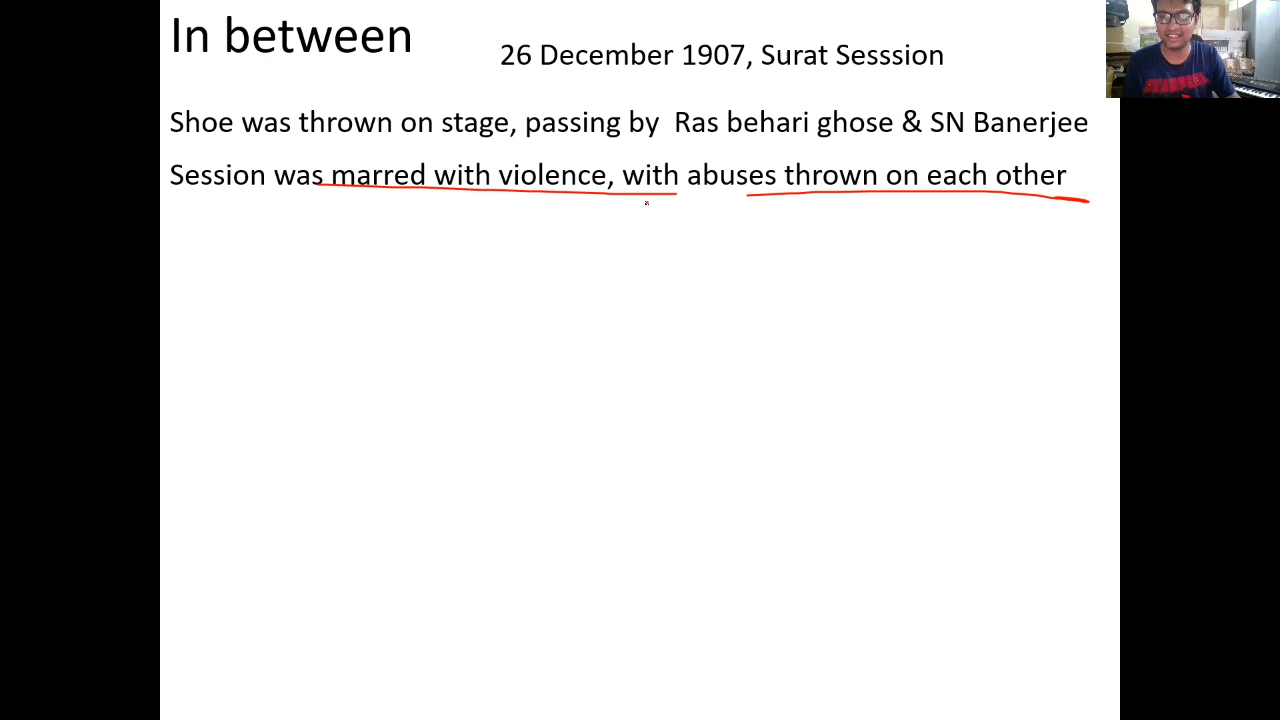 In between
26 December 1907, Surat Sesssion
Shoe was thrown on stage, passing by Ras behari ghose & SN Banerjee
Session was marred with violence, with abuses thrown on each other